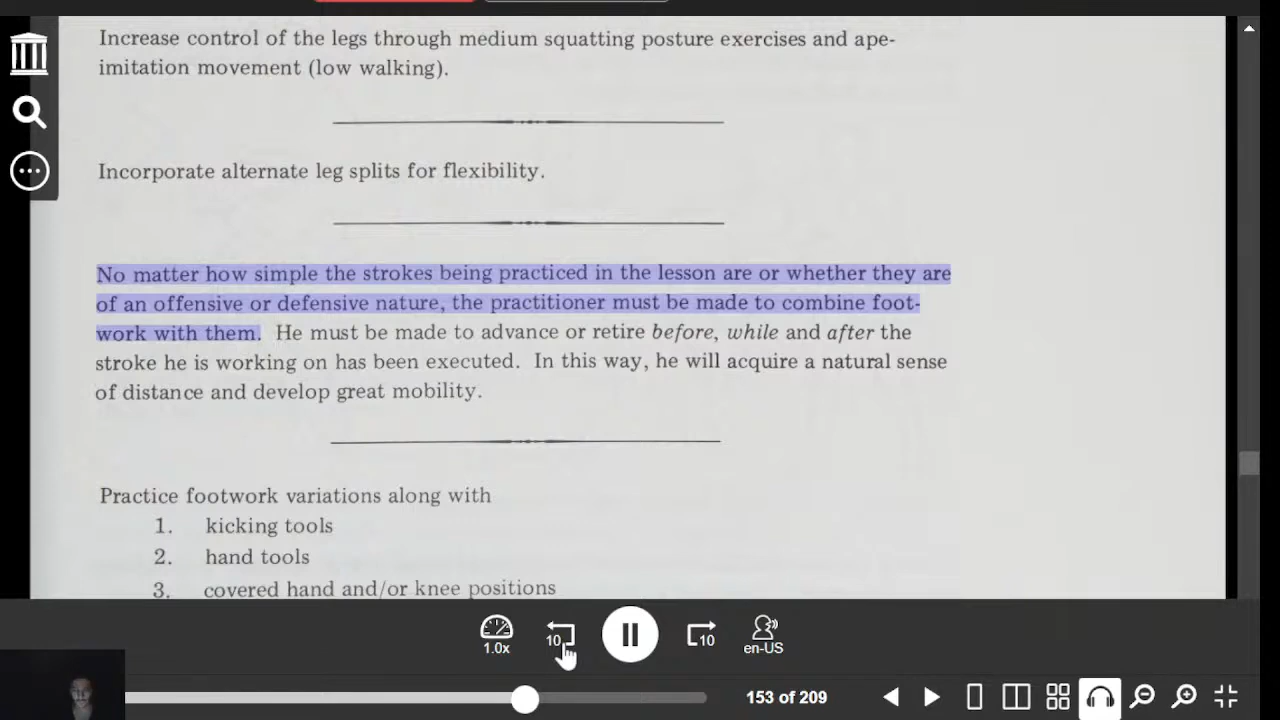 Increase control of the legs through medium squatting posture exercises and ape-
imitation movement (low walking).
Incorporate alternate leg splits for flexibility.
No matter how simple the strokes being practiced in the lesson are or whether they are
of an offensive or defensive nature, the practitioner must be made to combine foot-
work with them. He must be made to advance or retire before, while and after the
stroke he is working on has been executed. In this way, he will acquire a natural sense
of distance and develop great mobility.
Practice footwork variations along with
1. kicking tools
2. hand tools
3. covered hand and/or knee positions
1.0x
10
10
en-US
153 of 209